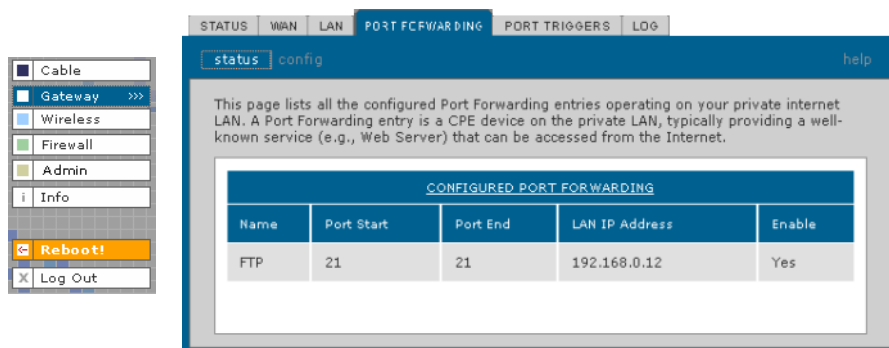 STATUS WAN LAN PORT FORWARDING PORT TRIGGERS LOG
status config help
Cable
Gateway >>>
Wireless
Firewall
Admin
i Info
Reboot!
X Log Out
This page lists all the configured Port Forwarding entries operating on your private internet
LAN. A Port Forwarding entry is a CPE device on the private LAN, typically providing a well-
known service (e.g., Web Server) that can be accessed from the Internet.
CONFIGURED PORT FORWARDING
Name Port Start Port End LAN IP Address Enable
FTP 21 21 192.168.0.12 Yes